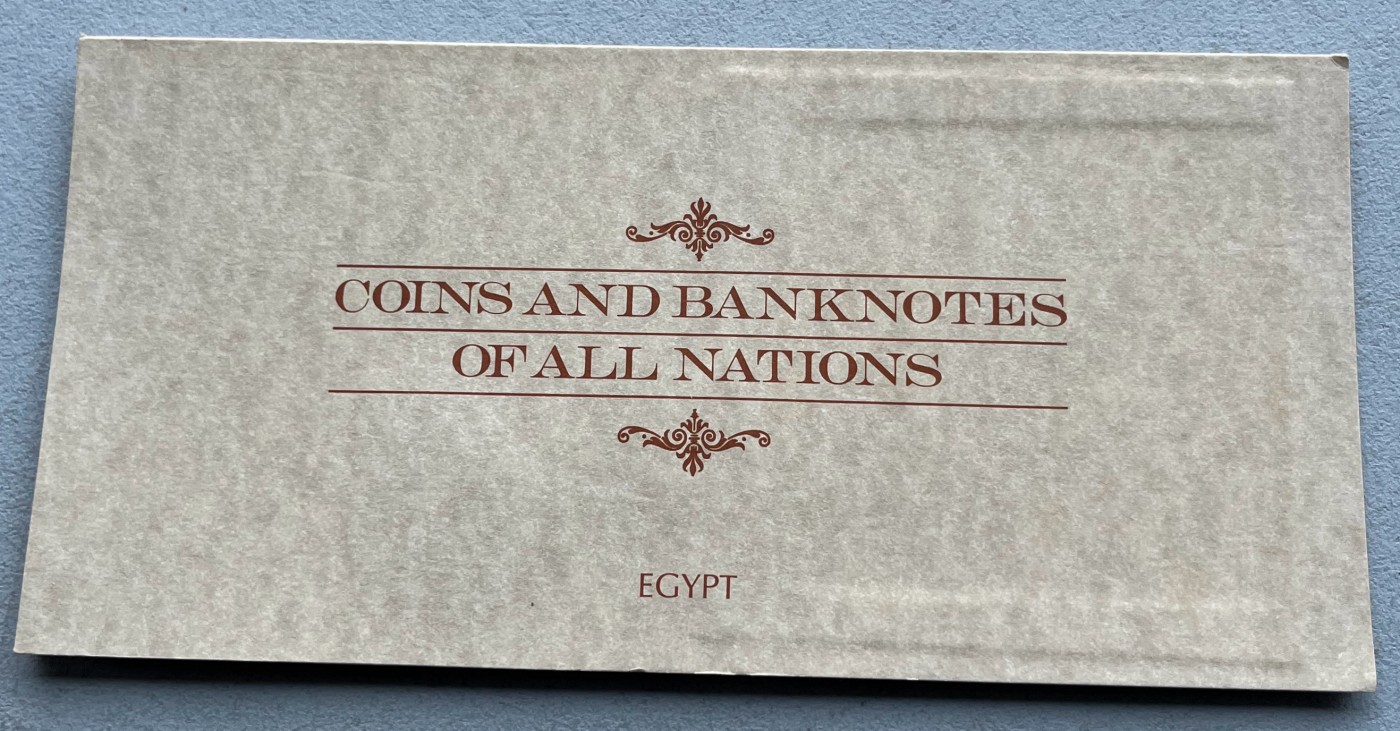 COINS AND BANKNOTES
OF ALL NATIONS
EGYPT